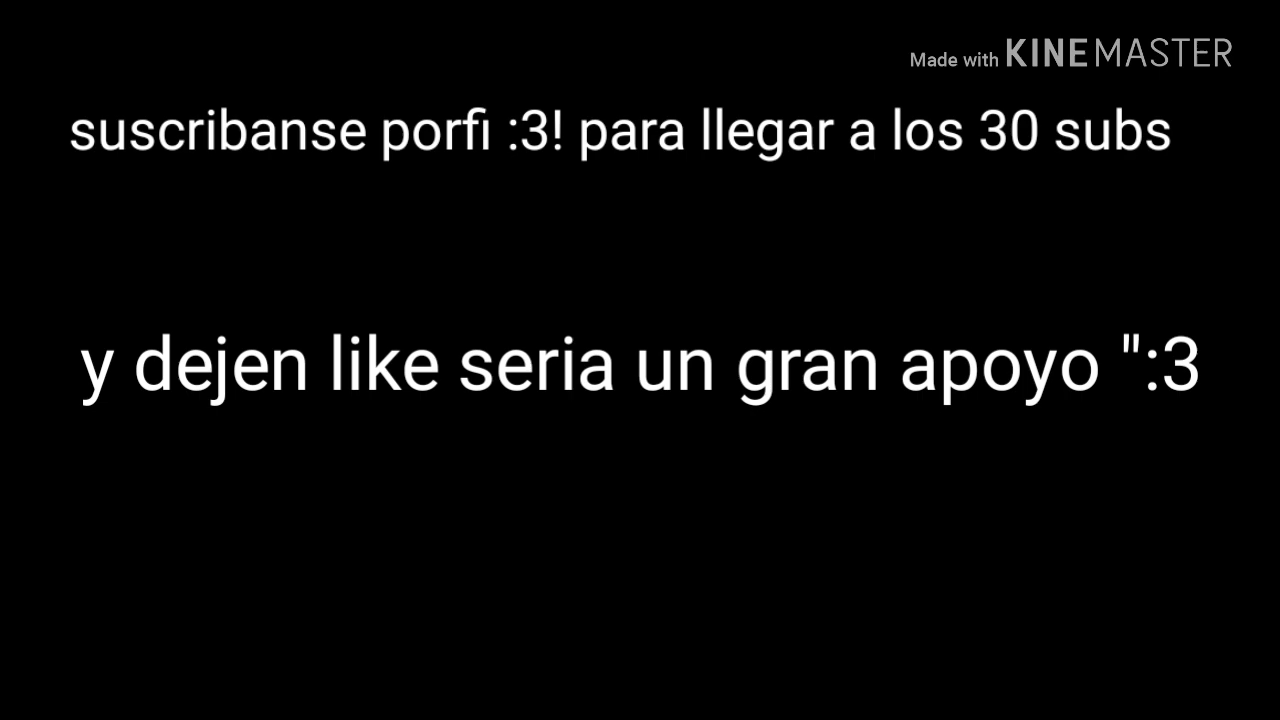 Made with KINEMASTER
suscribanse porfi :3! para llegar a los 30 subs
y dejen like seria un gran apoyo ":3